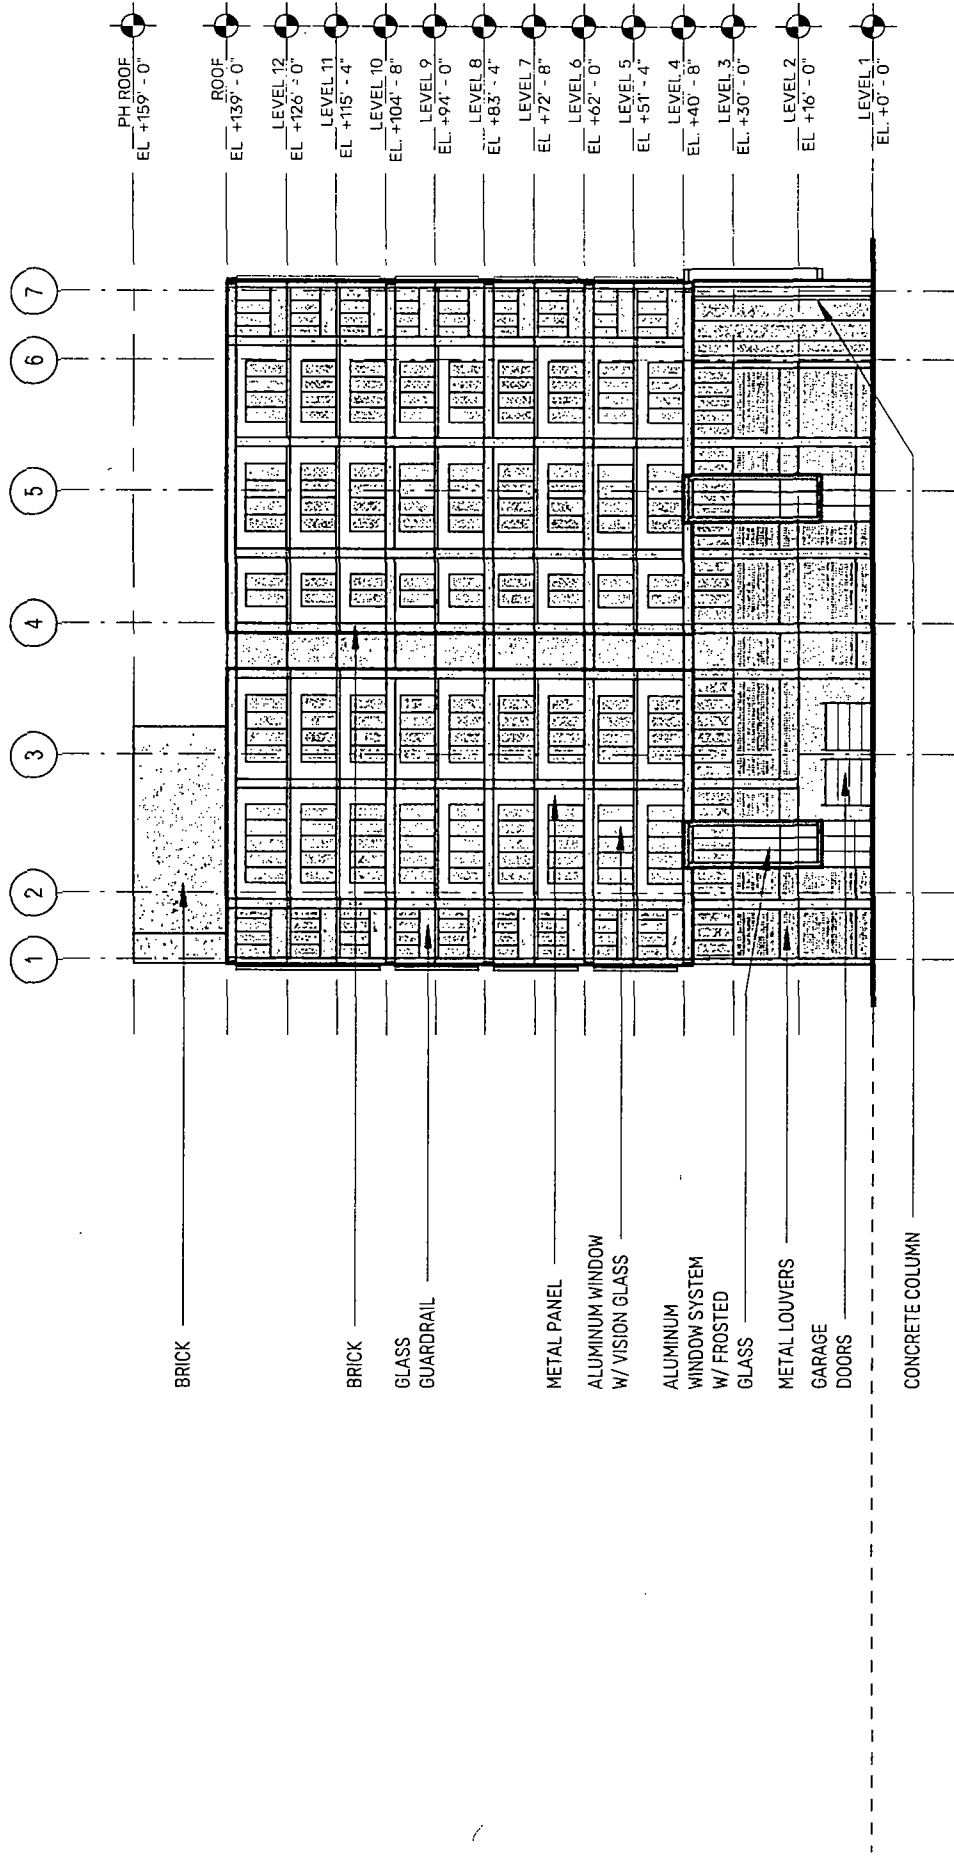 1
2
3
4
5
6
7
PH ROOF
EL +159' - 0"
ROOF
EL +139' - 0"
LEVEL 12
EL +126' - 0"
LEVEL 11
EL +115' - 4"
LEVEL 10
EL. +104' - 8"
LEVEL 9
EL +94' - 0"
LEVEL 8
EL +83' - 4"
LEVEL 7
EL +72' - 8"
LEVEL 6
EL +62' - 0"
LEVEL 5
EL +51' - 4"
LEVEL 4
EL +40' - 8"
LEVEL 3
EL. +30' - 0"
LEVEL 2
EL +16' - 0"
LEVEL 1
EL. +0' - 0"
BRICK
BRICK
GLASS
GUARDRAIL
METAL PANEL
ALUMINUM WINDOW
W/ VISION GLASS
ALUMINUM
WINDOW SYSTEM
W/ FROSTED
GLASS
METAL LOUVERS
GARAGE
DOORS
CONCRETE COLUMN